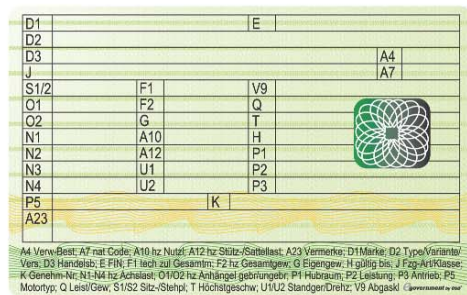 D1 E
D2
D3 A4
J A7
S1/2 F1 V9
O1 F2 Q
O2 G T
N1 A10 H
N2 A12 P1
N3 U1 P2
N4 U2 P3
P5 K
A23
A4 Verw-Best, A7 nat Code, A10 hz Nutzl, A12 hz Stütz-/Sattellast, A23 Vermerke, D1Marke; D2 Type/Variante/
Vers; D3 Handelsb; E FIN; F1 tech zul Gesamtm; F2 hz Gesamtgew; G Eigengew; H gültig bis; J Fzg-Art/Klasse;
K Genehm-Nr; N1-N4 hz Achslast, O1/O2 hz Anhängel gebr/ungebr; P1 Hubraum, P2 Leistung; P3 Antrieb; P5
Motortyp; Q Leist/Gew; S1/S2 Sitz-/Stehpl; T Höchstgeschw; U1/U2 Standger/Drehz; V9 Abgaskl